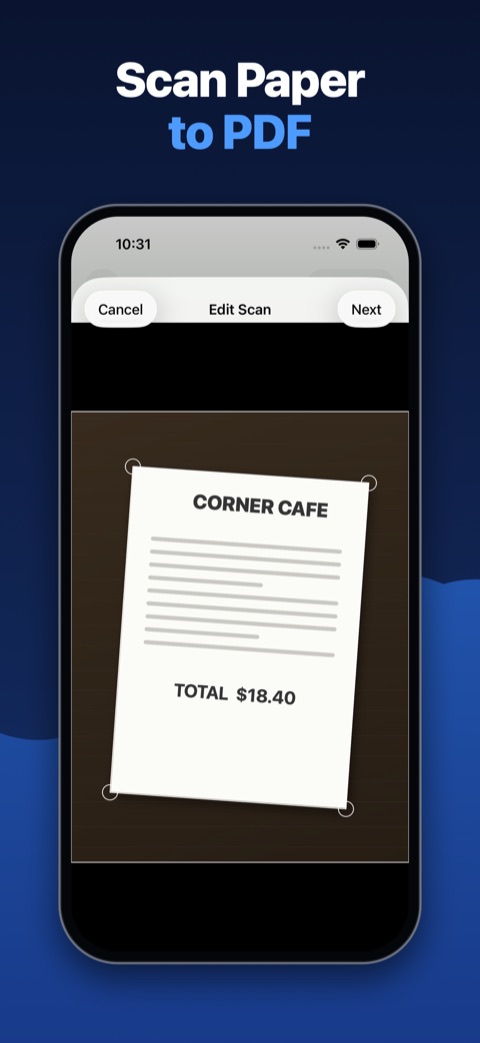 Scan Paper
to PDF
10:31
Cancel Edit Scan Next
CORNER CAFE
TOTAL $18.40